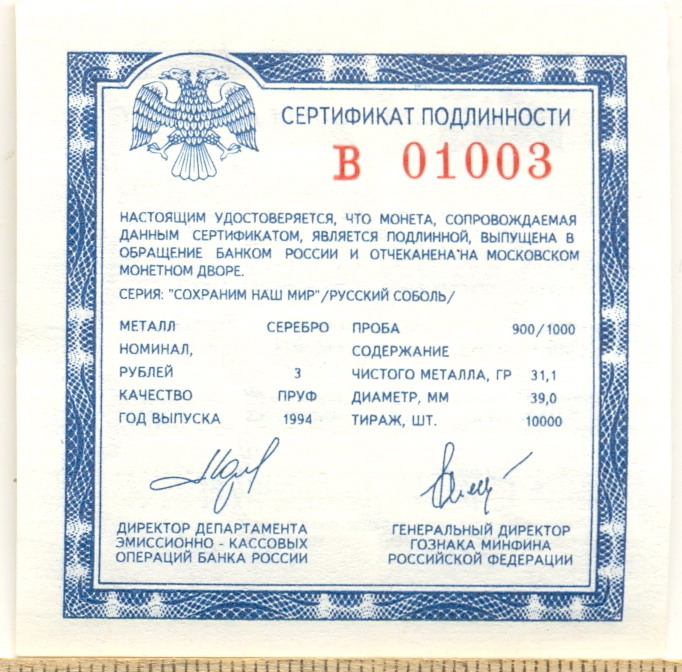 СЕРТИФИКАТ ПОДЛИННОСТИ
В 01003
НАСТОЯЩИМ УДОСТОВЕРЯЕТСЯ, ЧТО МОНЕТА, СОПРОВОЖДАЕМАЯ
ДАННЫМ СЕРТИФИКАТОМ, ЯВЛЯЕТСЯ ПОДЛИННОЙ, ВЫПУЩЕНА В
ОБРАЩЕНИЕ БАНКОМ РОССИИ И ОТЧЕКАНЕНА НА МОСКОВСКОМ
МОНЕТНОМ ДВОРЕ.
СЕРИЯ: "СОХРАНИМ НАШ МИР"/РУССКИЙ СОБОЛЬ/
МЕТАЛЛ СЕРЕБРО ПРОБА 900/1000
НОМИНАЛ, СОДЕРЖАНИЕ
РУБЛЕЙ 3 ЧИСТОГО МЕТАЛЛА, ГР 31,1
КАЧЕСТВО ПРУФ ДИАМЕТР, ММ 39,0
ГОД ВЫПУСКА 1994 ТИРАЖ, ШТ. 10000
ДИРЕКТОР ДЕПАРТАМЕНТА
ЭМИССИОННО - КАССОВЫХ
ОПЕРАЦИЙ БАНКА РОССИИ
ГЕНЕРАЛЬНЫЙ ДИРЕКТОР
ГОЗНАКА МИНФИНА
РОССИЙСКОЙ ФЕДЕРАЦИИ